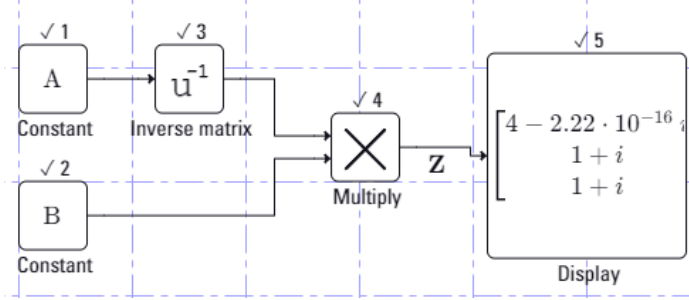 ✓ 1
A
Constant
✓ 3
u⁻¹
Inverse matrix
✓ 2
B
Constant
✓ 4
Multiply
Z
✓ 5
4 − 2.22 · 10⁻¹⁶ i
1 + i
1 + i
Display